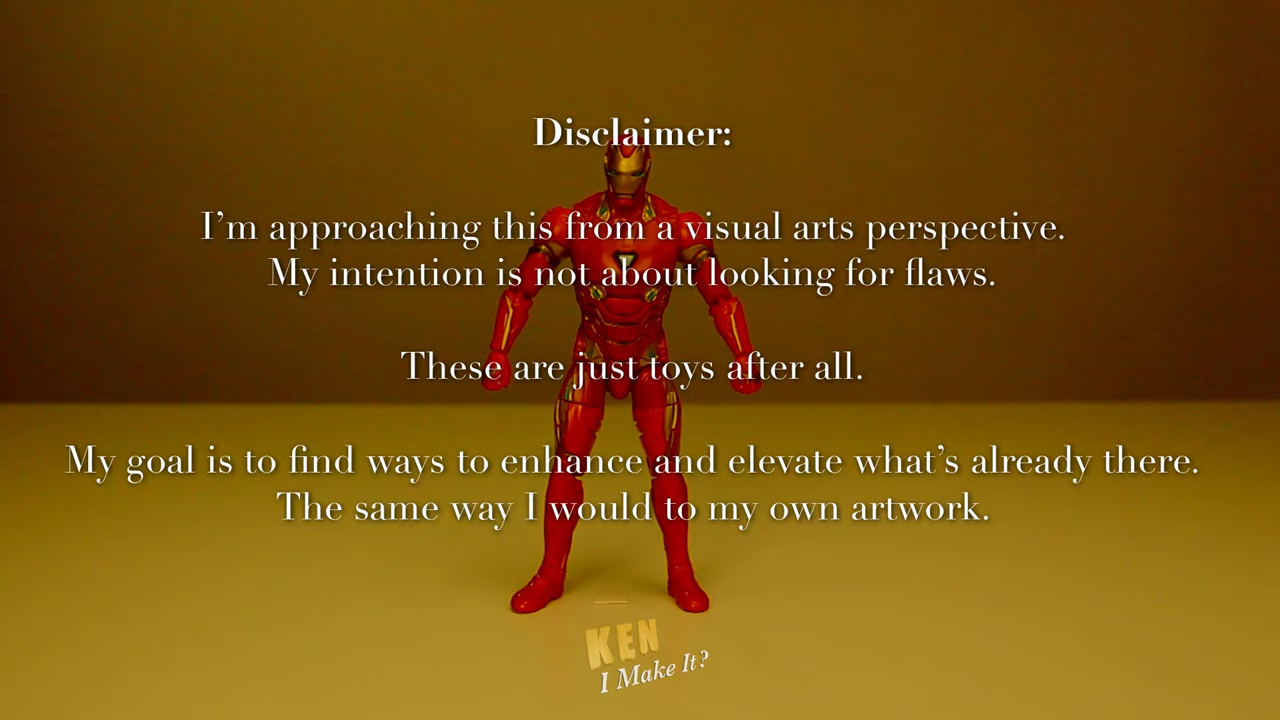 Disclaimer:
I'm approaching this from a visual arts perspective.
My intention is not about looking for flaws.
These are just toys after all.
My goal is to find ways to enhance and elevate what's already there.
The same way I would to my own artwork.
KEN
I Make It?